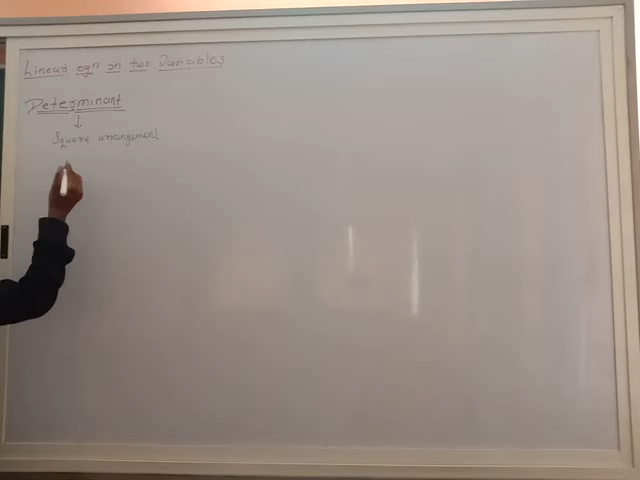 Linear eqn in two Variables
Determinant
↓
Square arrangement